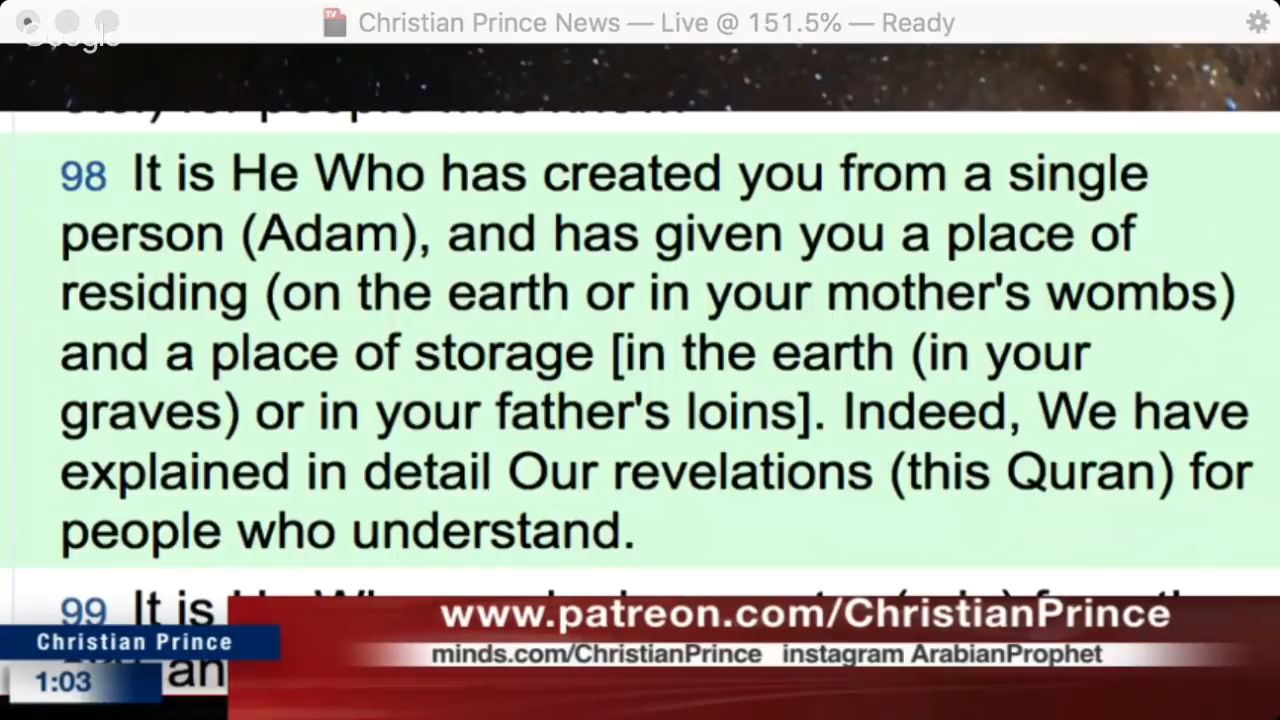 Christian Prince News — Live @ 151.5% — Ready
Google
98 It is He Who has created you from a single
person (Adam), and has given you a place of
residing (on the earth or in your mother's wombs)
and a place of storage [in the earth (in your
graves) or in your father's loins]. Indeed, We have
explained in detail Our revelations (this Quran) for
people who understand.
99 It is
www.patreon.com/ChristianPrince
Christian Prince
minds.com/ChristianPrince instagram ArabianProphet
1:03
an